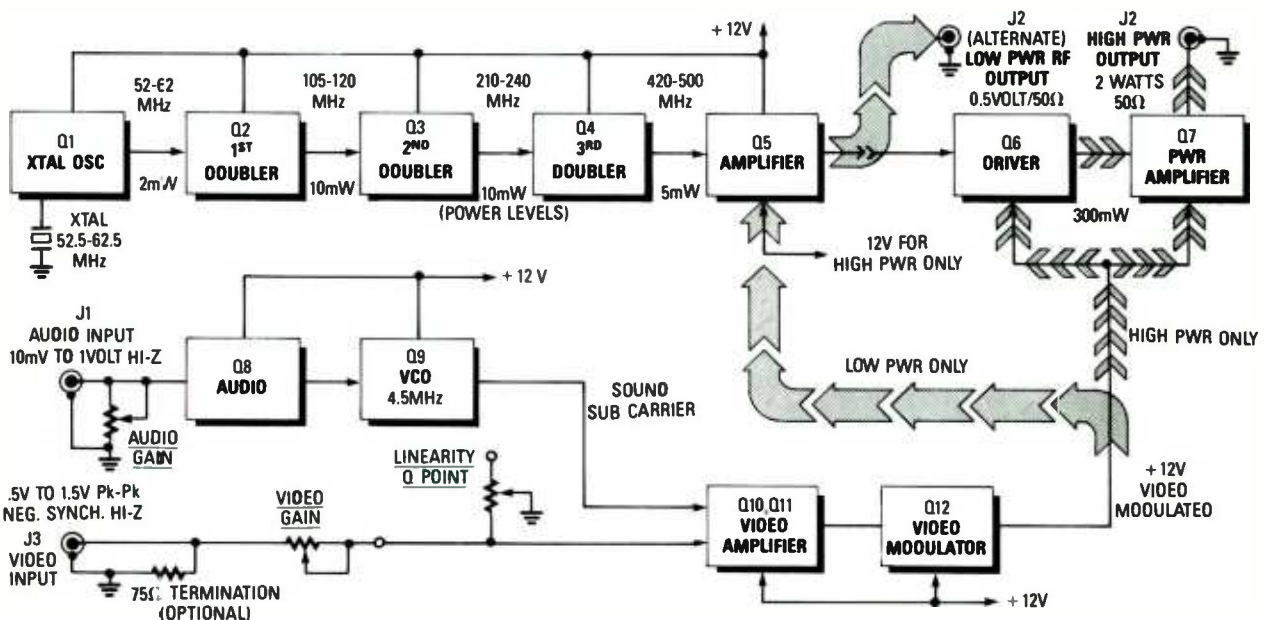 + 12V
J2
(ALTERNATE)
LOW PWR RF
OUTPUT
0.5VOLT/50Ω
J2
HIGH PWR
OUTPUT
2 WATTS
50Ω
52-62
MHz
105-120
MHz
210-240
MHz
420-500
MHz
Q1
XTAL OSC
Q2
1ST
DOUBLER
Q3
2ND
DOUBLER
Q4
3RD
DOUBLER
Q5
AMPLIFIER
Q6
DRIVER
Q7
PWR
AMPLIFIER
2mW
10mW
10mW
(POWER LEVELS)
5mW
300mW
XTAL
52.5-62.5
MHz
12V FOR
HIGH PWR ONLY
+ 12 V
J1
AUDIO INPUT
10mV TO 1VOLT HI-Z
Q8
AUDIO
Q9
VCO
4.5MHz
SOUND
SUB CARRIER
LOW PWR ONLY
HIGH PWR ONLY
AUDIO
GAIN
LINEARITY
Q POINT
+ 12V
VIDEO
MODULATED
.5V TO 1.5V Pk-Pk
NEG. SYNCH. HI-Z
J3
VIDEO
INPUT
VIDEO
GAIN
Q10, Q11
VIDEO
AMPLIFIER
Q12
VIDEO
MODULATOR
75Ω TERMINATION
(OPTIONAL)
+ 12V